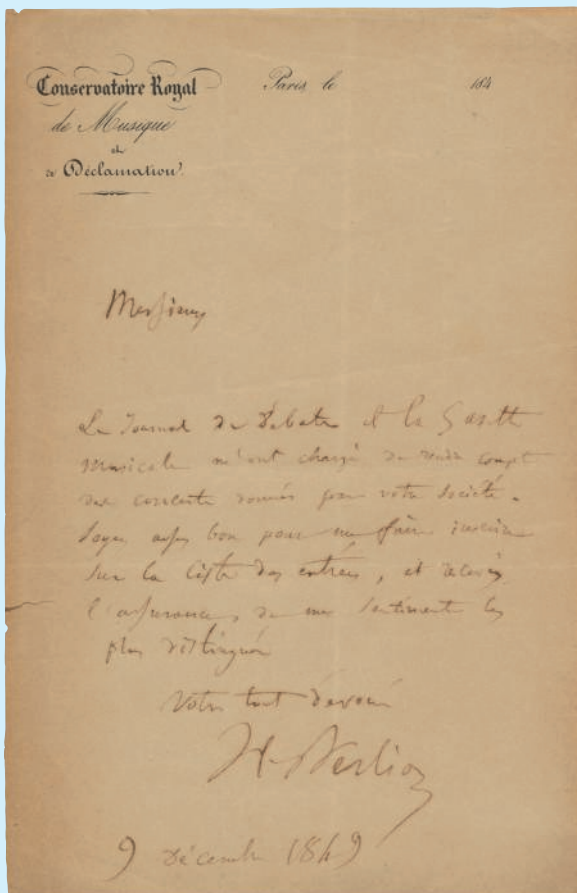 Conservatoire Royal
Paris, le 184
de Musique
et
de Déclamation.
Messieurs
Le Journal des Débats et la Gazette
musicale m'ont chargé de rendre compte
des concerts donnés par votre Société.
Soyez assez bon pour me faire inscrire
sur la liste des entrées, et recevez
l'assurance de mes sentiments les
plus distingués
Votre tout dévoué
H. Berlioz
9 décembre 1849